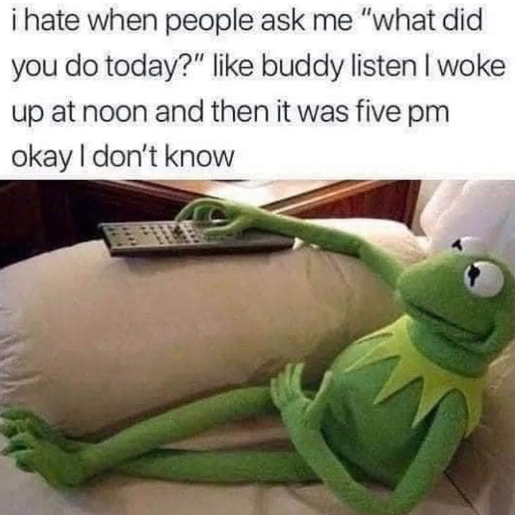 i hate when people ask me "what did
you do today?" like buddy listen I woke
up at noon and then it was five pm
okay I don't know